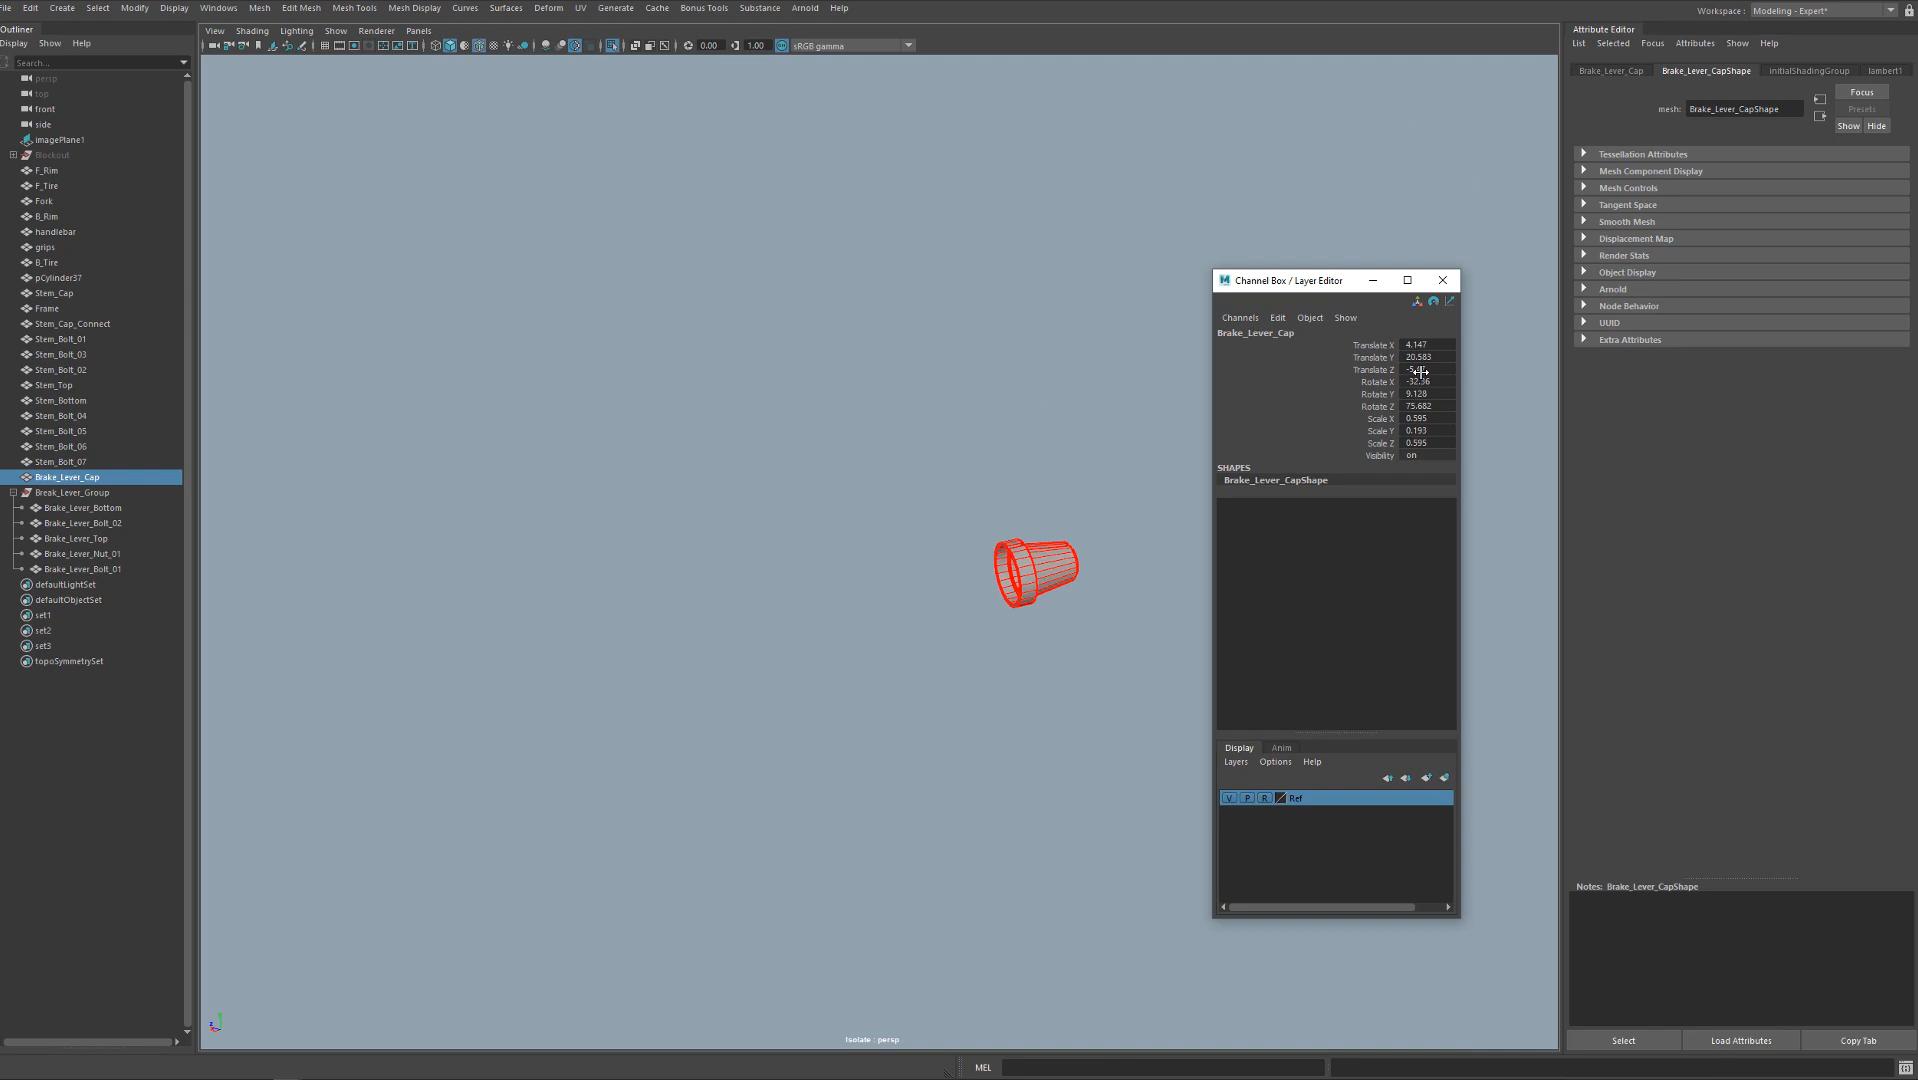 File Edit Create Select Modify Display Windows Mesh Edit Mesh Mesh Tools Mesh Display Curves Surfaces Deform UV Generate Cache Bonus Tools Substance Arnold Help
Workspace : Modeling - Expert*
Outliner
Display Show Help
Search...
persp
top
front
side
imagePlane1
Blockout
F_Rim
F_Tire
Fork
B_Rim
handlebar
grips
B_Tire
pCylinder37
Stem_Cap
Frame
Stem_Cap_Connect
Stem_Bolt_01
Stem_Bolt_03
Stem_Bolt_02
Stem_Top
Stem_Bottom
Stem_Bolt_04
Stem_Bolt_05
Stem_Bolt_06
Stem_Bolt_07
Brake_Lever_Cap
Break_Lever_Group
Brake_Lever_Bottom
Brake_Lever_Bolt_02
Brake_Lever_Top
Brake_Lever_Nut_01
Brake_Lever_Bolt_01
defaultLightSet
defaultObjectSet
set1
set2
set3
topoSymmetrySet
View Shading Lighting Show Renderer Panels
0.00 1.00 sRGB gamma
Isolate : persp
MEL
Channel Box / Layer Editor
Channels Edit Object Show
Brake_Lever_Cap
Translate X 4.147
Translate Y 20.583
Translate Z
Rotate X -32.36
Rotate Y 9.128
Rotate Z 75.682
Scale X 0.595
Scale Y 0.193
Scale Z 0.595
Visibility on
SHAPES
Brake_Lever_CapShape
Display Anim
Layers Options Help
V P R Ref
Attribute Editor
List Selected Focus Attributes Show Help
Brake_Lever_Cap Brake_Lever_CapShape initialShadingGroup lambert1
Focus
mesh: Brake_Lever_CapShape
Presets
Show Hide
Tessellation Attributes
Mesh Component Display
Mesh Controls
Tangent Space
Smooth Mesh
Displacement Map
Render Stats
Object Display
Arnold
Node Behavior
UUID
Extra Attributes
Notes: Brake_Lever_CapShape
Select Load Attributes Copy Tab